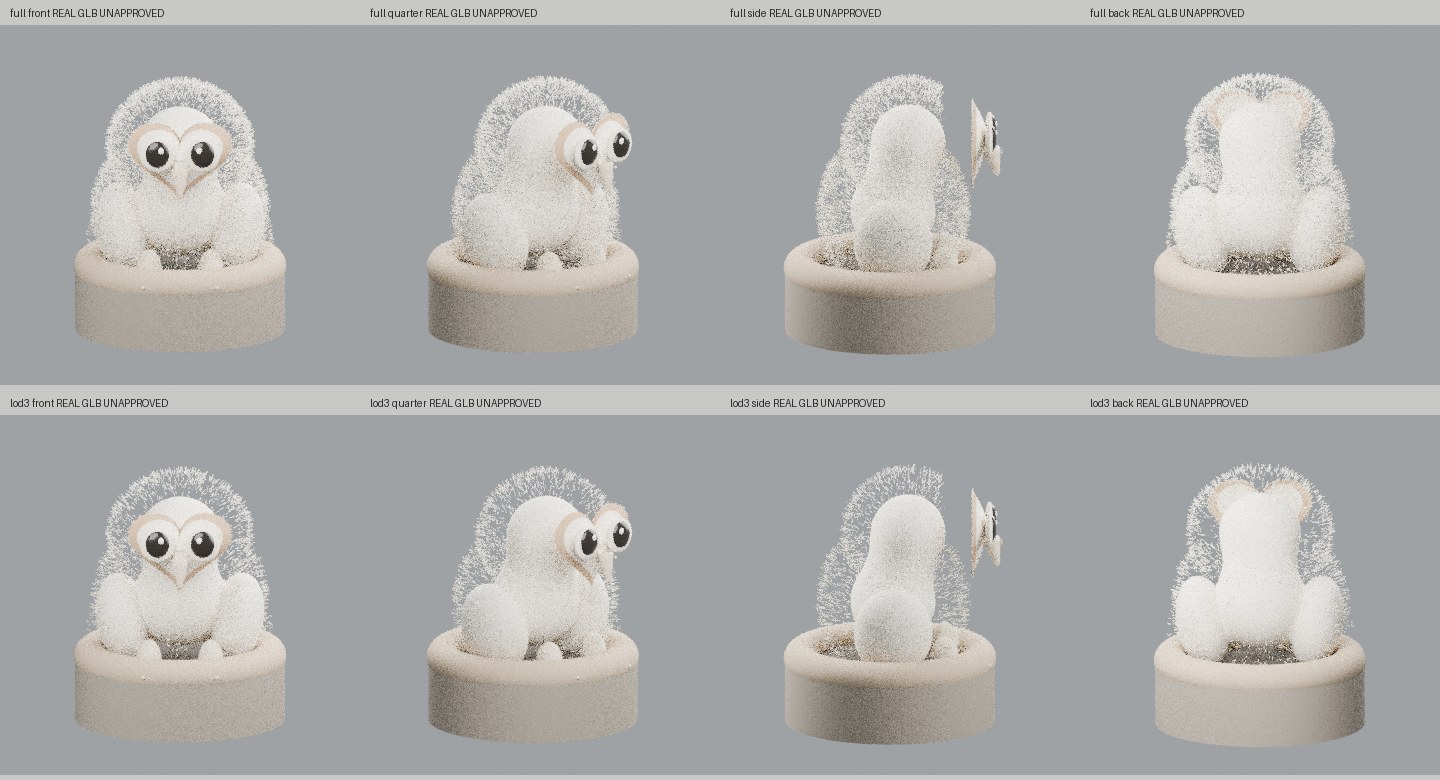 full front REAL GLB UNAPPROVED
full quarter REAL GLB UNAPPROVED
full side REAL GLB UNAPPROVED
full back REAL GLB UNAPPROVED
lod3 front REAL GLB UNAPPROVED
lod3 quarter REAL GLB UNAPPROVED
lod3 side REAL GLB UNAPPROVED
lod3 back REAL GLB UNAPPROVED